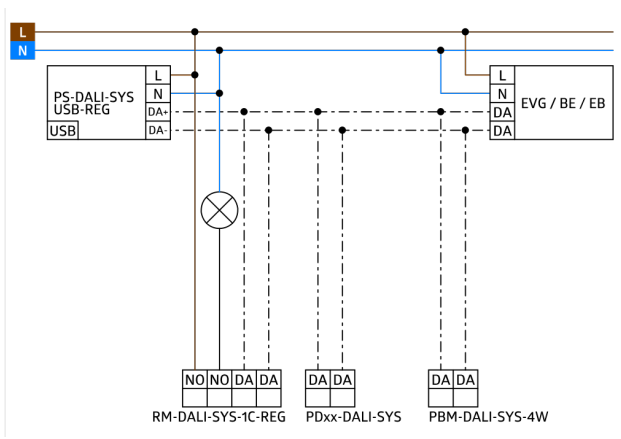 L
N
PS-DALI-SYS
USB-REG
USB
L
N
DA+
DA-
L
N
DA
DA
EVG / BE / EB
NO NO DA DA
DA DA
DA DA
RM-DALI-SYS-1C-REG
PDxx-DALI-SYS
PBM-DALI-SYS-4W